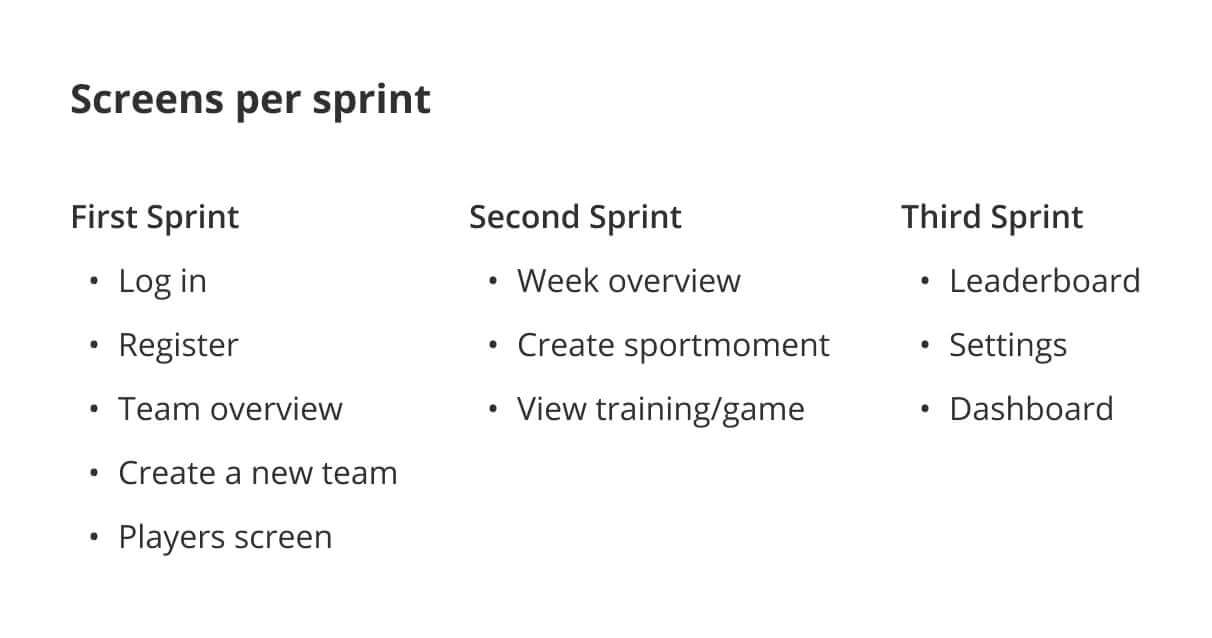 Screens per sprint
First Sprint
• Log in
• Register
• Team overview
• Create a new team
• Players screen
Second Sprint
• Week overview
• Create sportmoment
• View training/game
Third Sprint
• Leaderboard
• Settings
• Dashboard